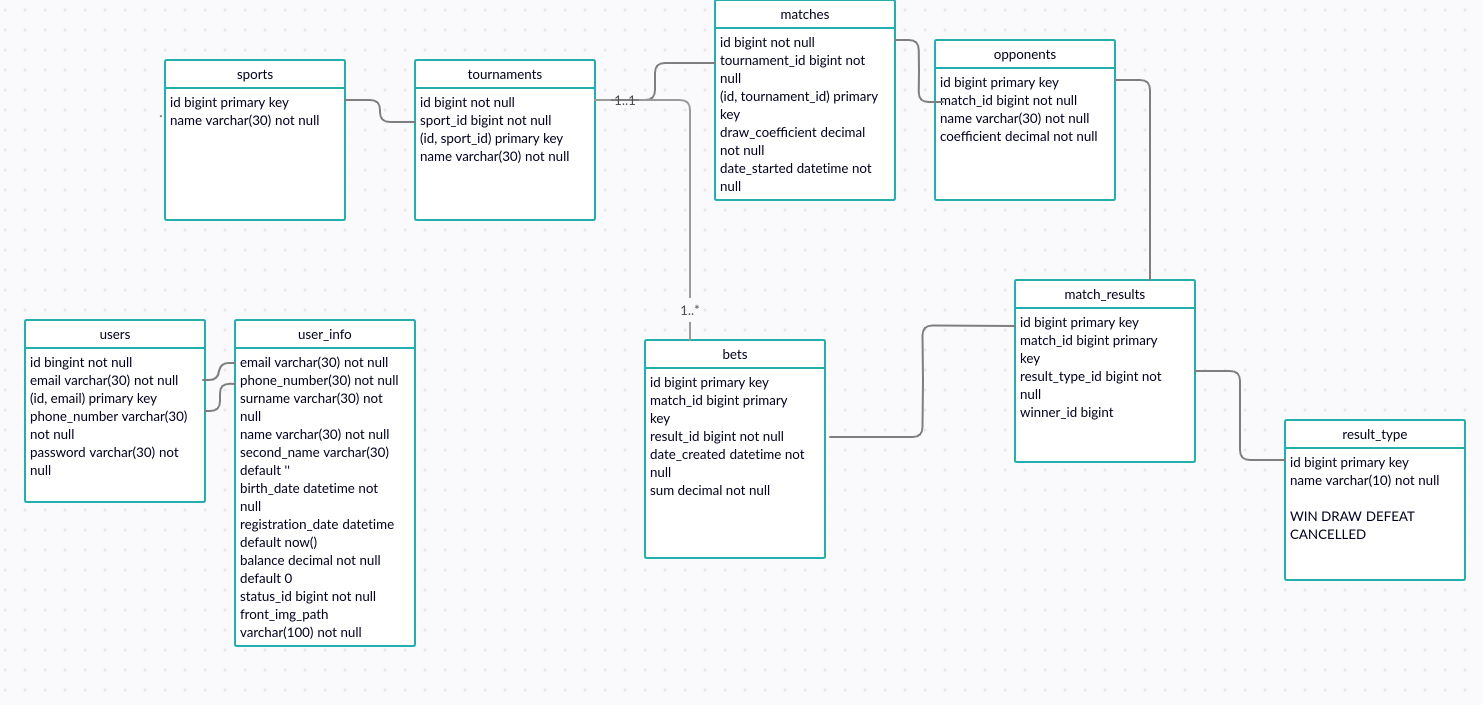 sports
id bigint primary key
name varchar(30) not null
tournaments
id bigint not null
sport_id bigint not null
(id, sport_id) primary key
name varchar(30) not null
1..1
matches
id bigint not null
tournament_id bigint not
null
(id, tournament_id) primary
key
draw_coefficient decimal
not null
date_started datetime not
null
opponents
id bigint primary key
match_id bigint not null
name varchar(30) not null
coefficient decimal not null
users
id bingint not null
email varchar(30) not null
(id, email) primary key
phone_number varchar(30)
not null
password varchar(30) not
null
user_info
email varchar(30) not null
phone_number(30) not null
surname varchar(30) not
null
name varchar(30) not null
second_name varchar(30)
default ''
birth_date datetime not
null
registration_date datetime
default now()
balance decimal not null
default 0
status_id bigint not null
front_img_path
varchar(100) not null
1..*
bets
id bigint primary key
match_id bigint primary
key
result_id bigint not null
date_created datetime not
null
sum decimal not null
match_results
id bigint primary key
match_id bigint primary
key
result_type_id bigint not
null
winner_id bigint
result_type
id bigint primary key
name varchar(10) not null
WIN DRAW DEFEAT
CANCELLED